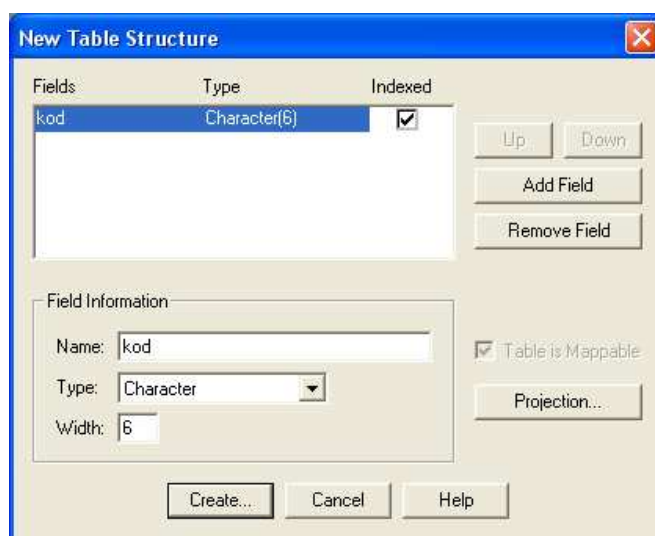 New Table Structure
Fields Type Indexed
kod Character(6)
Up Down
Add Field
Remove Field
Field Information
Name: kod
Type: Character
Width: 6
Table is Mappable
Projection...
Create... Cancel Help